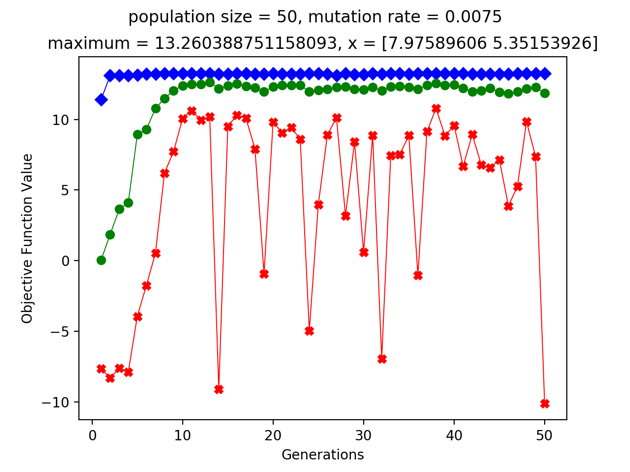 population size = 50, mutation rate = 0.0075
maximum = 13.260388751158093, x = [7.97589606 5.35153926]
Objective Function Value
10
5
0
−5
−10
0 10 20 30 40 50
Generations